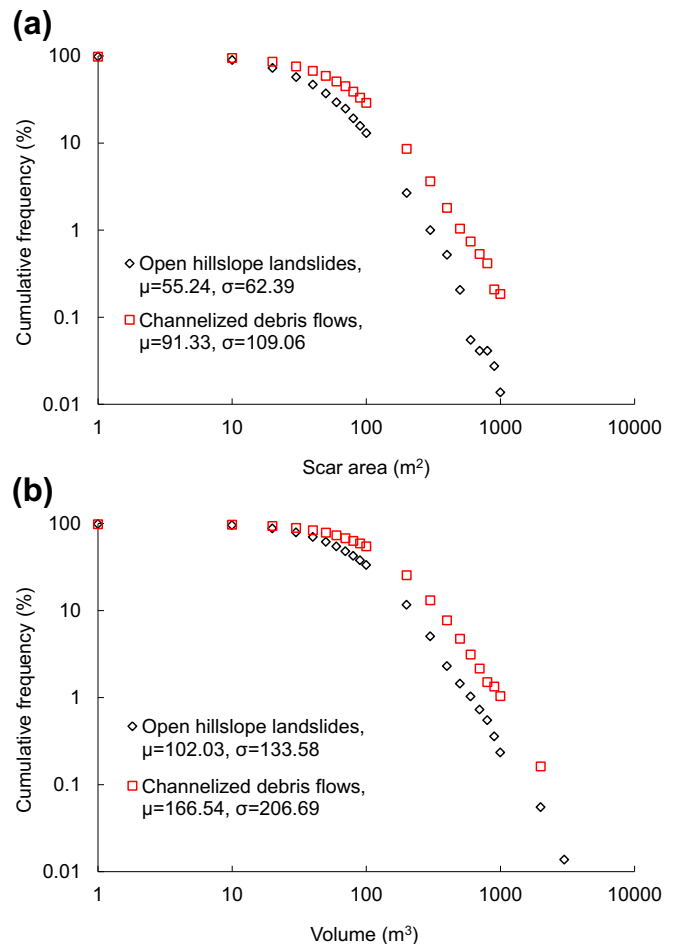 (a)
100
10
1
0.1
0.01
Cumulative frequency (%)
Open hillslope landslides,
μ=55.24, σ=62.39
Channelized debris flows,
μ=91.33, σ=109.06
1 10 100 1000 10000
Scar area (m²)
(b)
100
10
1
0.1
0.01
Cumulative frequency (%)
Open hillslope landslides,
μ=102.03, σ=133.58
Channelized debris flows,
μ=166.54, σ=206.69
1 10 100 1000 10000
Volume (m³)